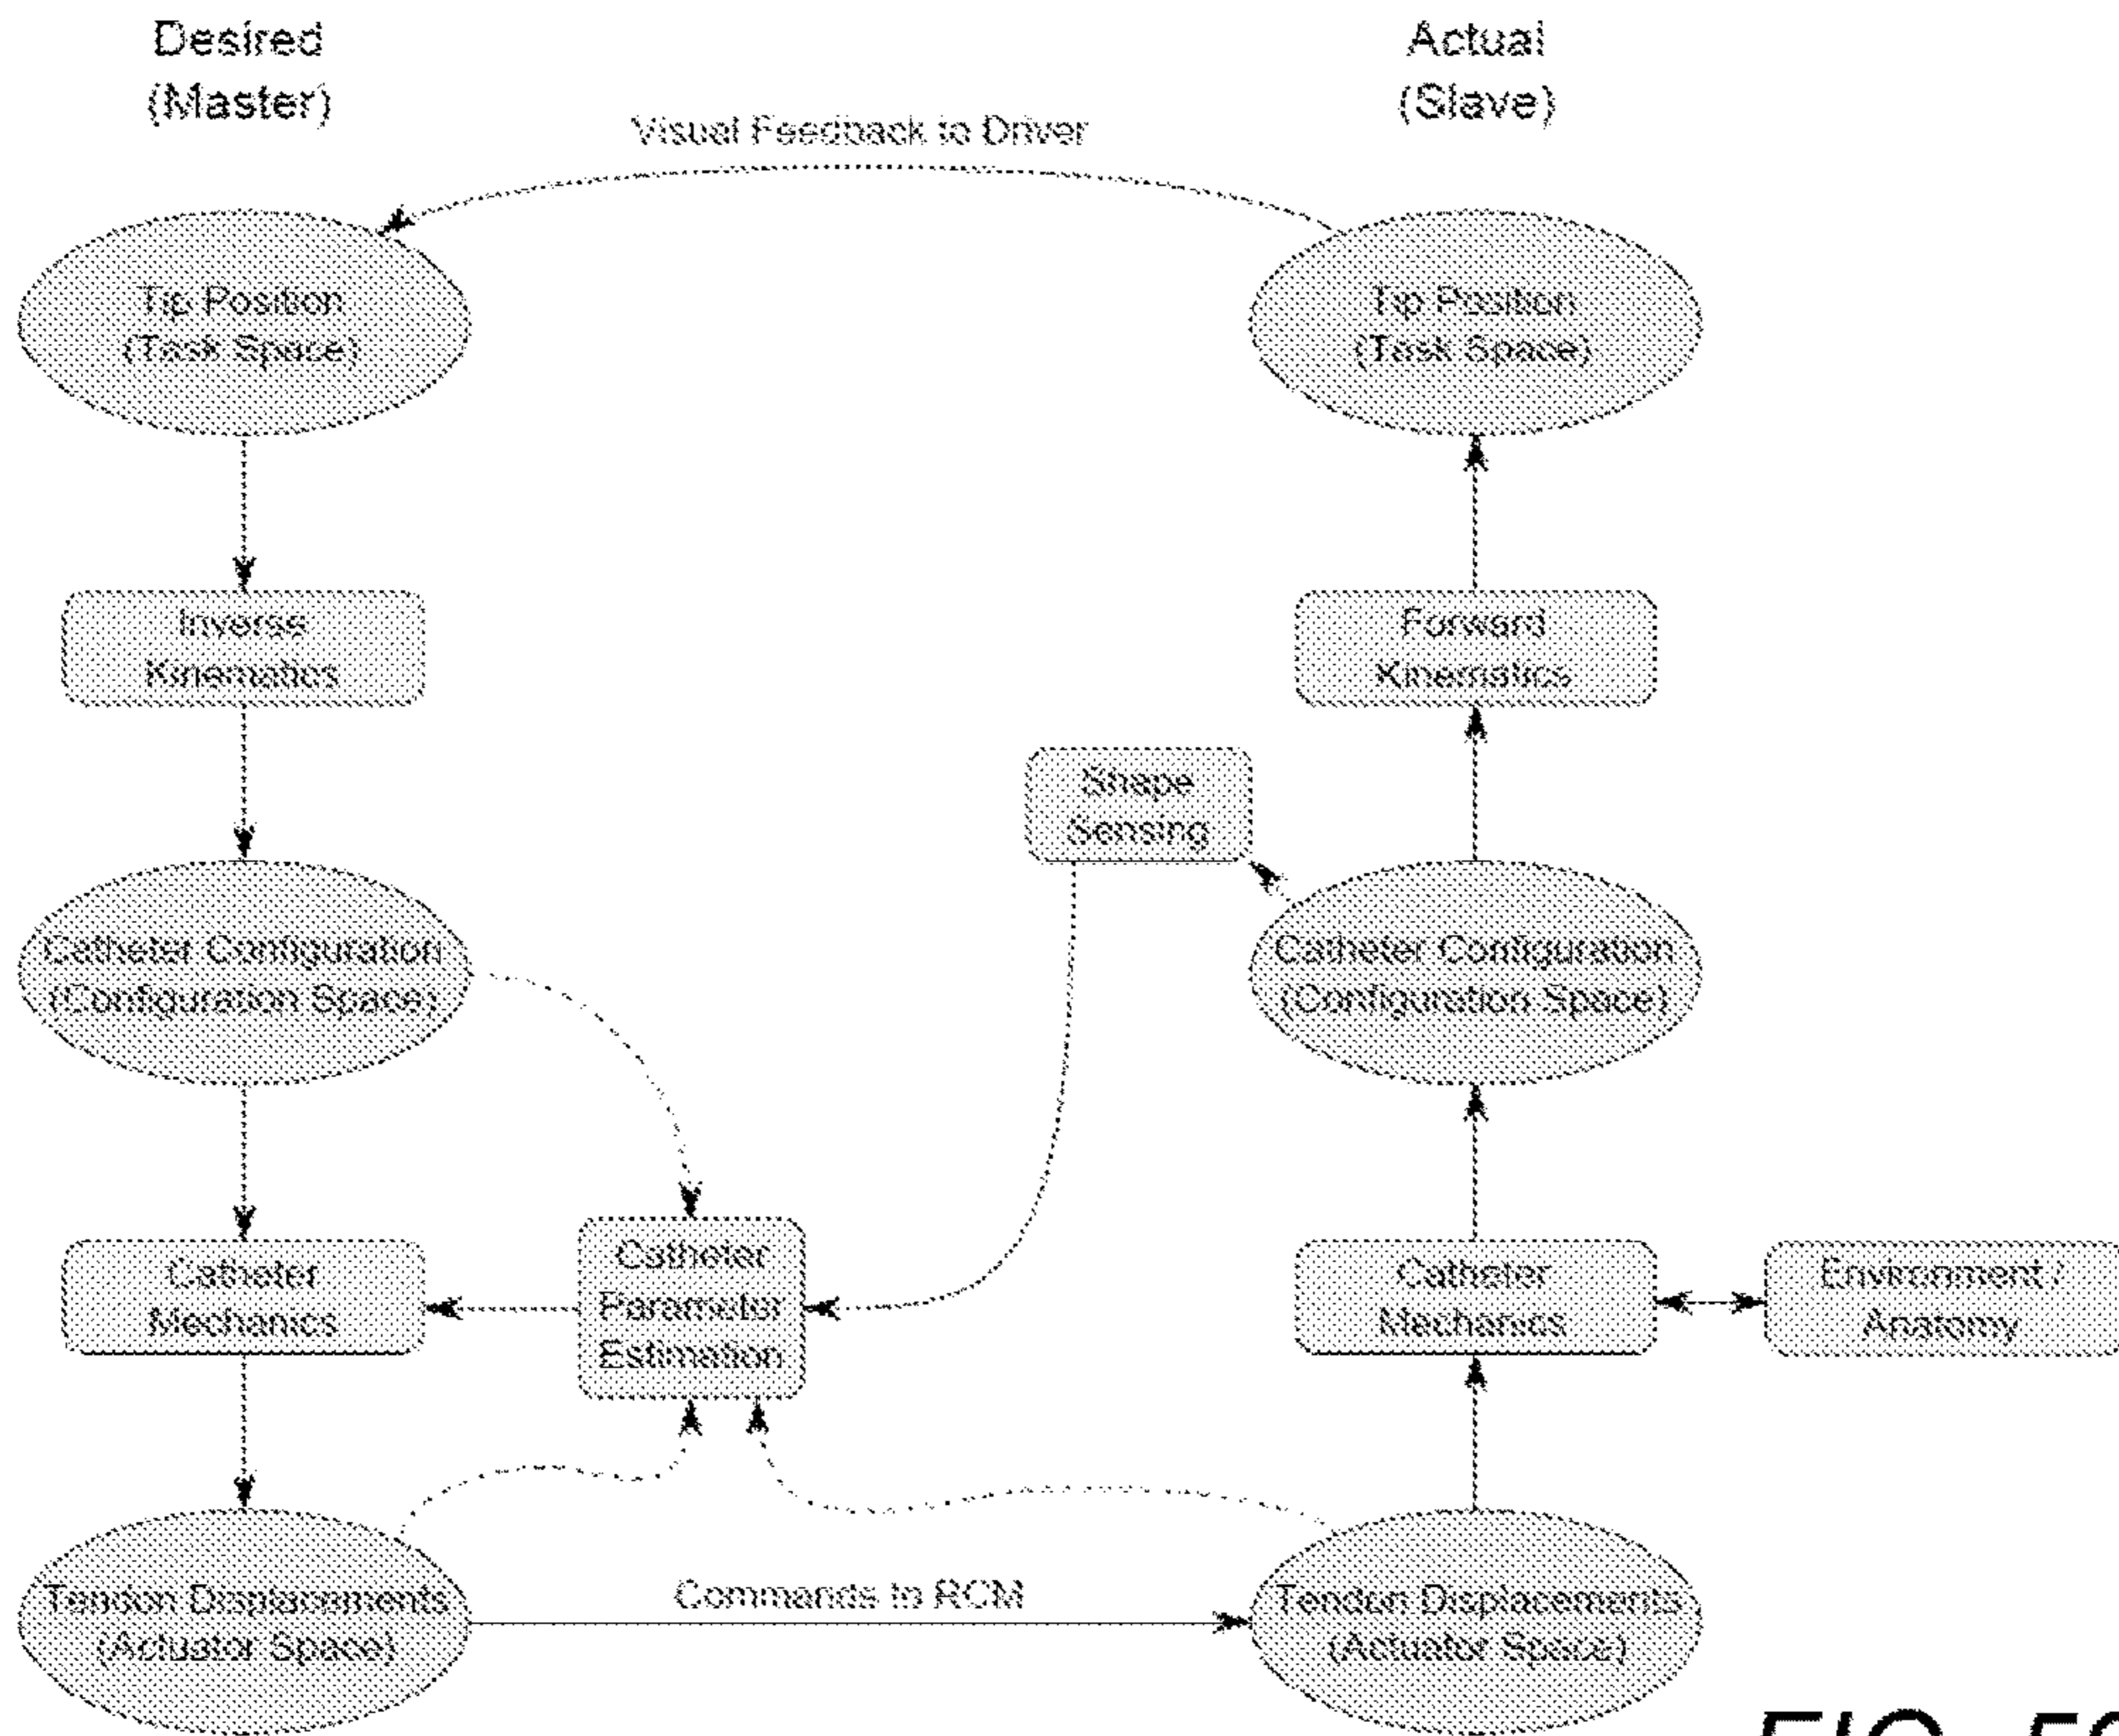 Desired
(Master)
Actual
(Slave)
Visual Feedback to Driver
Tip Position
(Task Space)
Tip Position
(Task Space)
Inverse
Kinematics
Forward
Kinematics
Shape
Sensing
Catheter Configuration
(Configuration Space)
Catheter Configuration
(Configuration Space)
Catheter
Mechanics
Catheter
Parameter
Estimation
Catheter
Mechanics
Environment /
Anatomy
Tendon Displacements
(Actuator Space)
Commands to RCM
Tendon Displacements
(Actuator Space)
FIG.